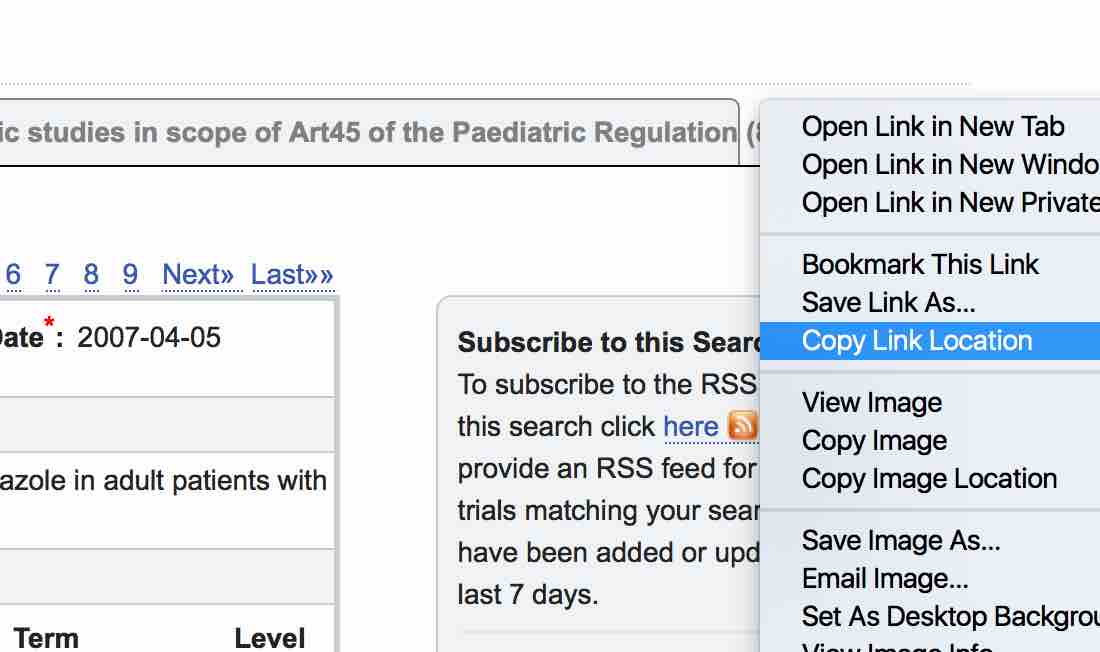 ic studies in scope of Art45 of the Paediatric Regulation (
6 7 8 9 Next» Last»»
Date*: 2007-04-05
azole in adult patients with
Term Level
Subscribe to this Searc
To subscribe to the RSS
this search click here
provide an RSS feed for
trials matching your sear
have been added or upd
last 7 days.
Open Link in New Tab
Open Link in New Windo
Open Link in New Private
Bookmark This Link
Save Link As...
Copy Link Location
View Image
Copy Image
Copy Image Location
Save Image As...
Email Image...
Set As Desktop Backgrou
View Image Info